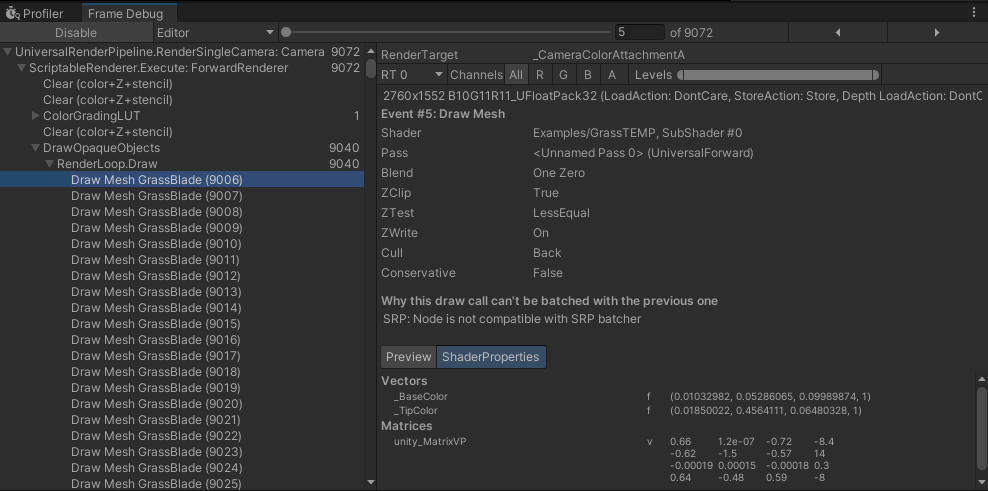 Profiler Frame Debug
Disable Editor 5 of 9072
UniversalRenderPipeline.RenderSingleCamera: Camera 9072
ScriptableRenderer.Execute: ForwardRenderer 9072
Clear (color+Z+stencil)
Clear (color+Z+stencil)
ColorGradingLUT 1
Clear (color+Z+stencil)
DrawOpaqueObjects 9040
RenderLoop.Draw 9040
Draw Mesh GrassBlade (9006)
Draw Mesh GrassBlade (9007)
Draw Mesh GrassBlade (9008)
Draw Mesh GrassBlade (9009)
Draw Mesh GrassBlade (9010)
Draw Mesh GrassBlade (9011)
Draw Mesh GrassBlade (9012)
Draw Mesh GrassBlade (9013)
Draw Mesh GrassBlade (9014)
Draw Mesh GrassBlade (9015)
Draw Mesh GrassBlade (9016)
Draw Mesh GrassBlade (9017)
Draw Mesh GrassBlade (9018)
Draw Mesh GrassBlade (9019)
Draw Mesh GrassBlade (9020)
Draw Mesh GrassBlade (9021)
Draw Mesh GrassBlade (9022)
Draw Mesh GrassBlade (9023)
Draw Mesh GrassBlade (9024)
Draw Mesh GrassBlade (9025)
RenderTarget _CameraColorAttachmentA
RT 0 Channels All R G B A Levels
2760x1552 B10G11R11_UFloatPack32 (LoadAction: DontCare, StoreAction: Store, Depth LoadAction: DontC
Event #5: Draw Mesh
Shader Examples/GrassTEMP, SubShader #0
Pass <Unnamed Pass 0> (UniversalForward)
Blend One Zero
ZClip True
ZTest LessEqual
ZWrite On
Cull Back
Conservative False
Why this draw call can't be batched with the previous one
SRP: Node is not compatible with SRP batcher
Preview ShaderProperties
Vectors
_BaseColor f (0.01032982, 0.05286065, 0.09989874, 1)
_TipColor f (0.01850022, 0.4564111, 0.06480328, 1)
Matrices
unity_MatrixVP v 0.66 1.2e-07 -0.72 -8.4
-0.62 -1.5 -0.57 14
-0.00019 0.00015 -0.00018 0.3
0.64 -0.48 0.59 -8